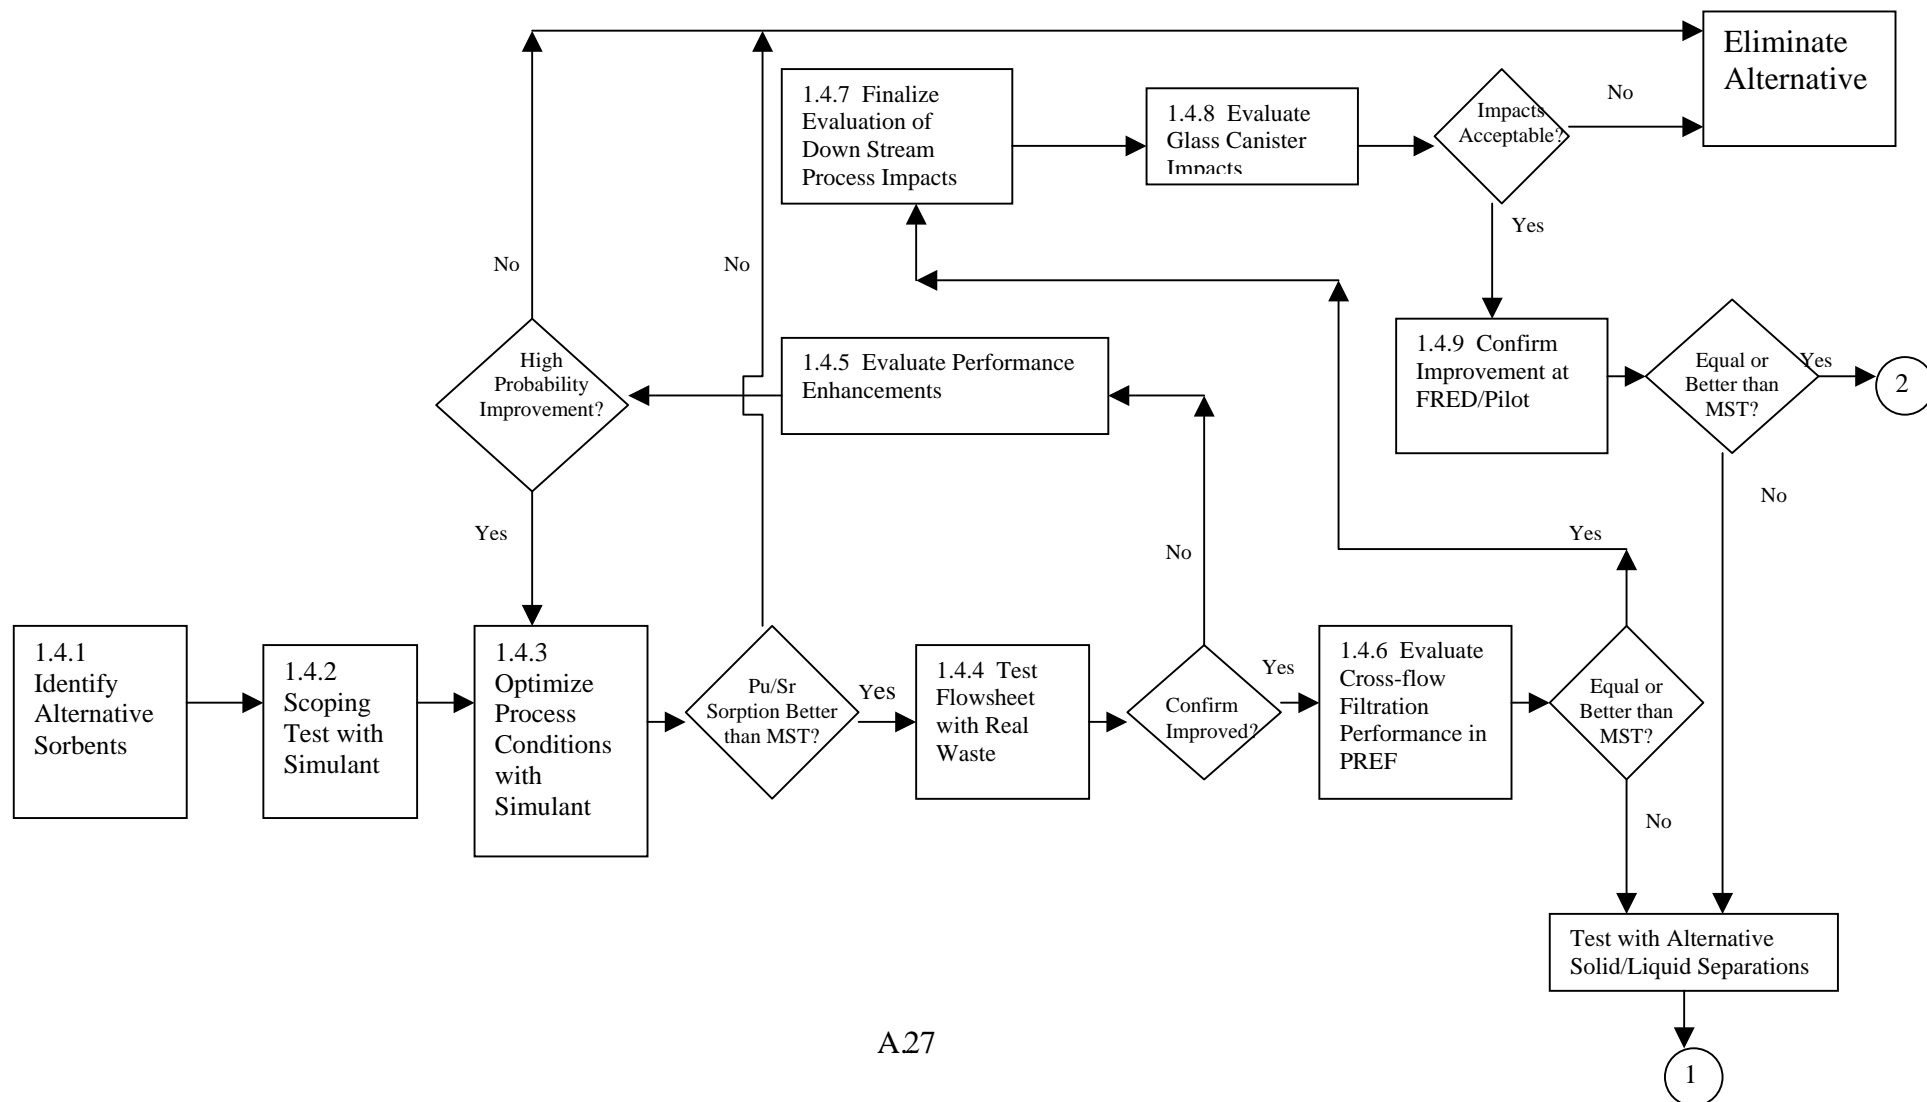 Eliminate
Alternative
1.4.7 Finalize
Evaluation of
Down Stream
Process Impacts
1.4.8 Evaluate
Glass Canister
Impacts
Impacts
Acceptable?
No
Yes
No
No
High
Probability
Improvement?
1.4.5 Evaluate Performance
Enhancements
1.4.9 Confirm
Improvement at
FRED/Pilot
Equal or
Better than
MST?
Yes
2
No
Yes
No
Yes
1.4.1
Identify
Alternative
Sorbents
1.4.2
Scoping
Test with
Simulant
1.4.3
Optimize
Process
Conditions
with
Simulant
Pu/Sr
Sorption Better
than MST?
Yes
1.4.4 Test
Flowsheet
with Real
Waste
Confirm
Improved?
Yes
1.4.6 Evaluate
Cross-flow
Filtration
Performance in
PREF
Equal or
Better than
MST?
No
Test with Alternative
Solid/Liquid Separations
A.27
1